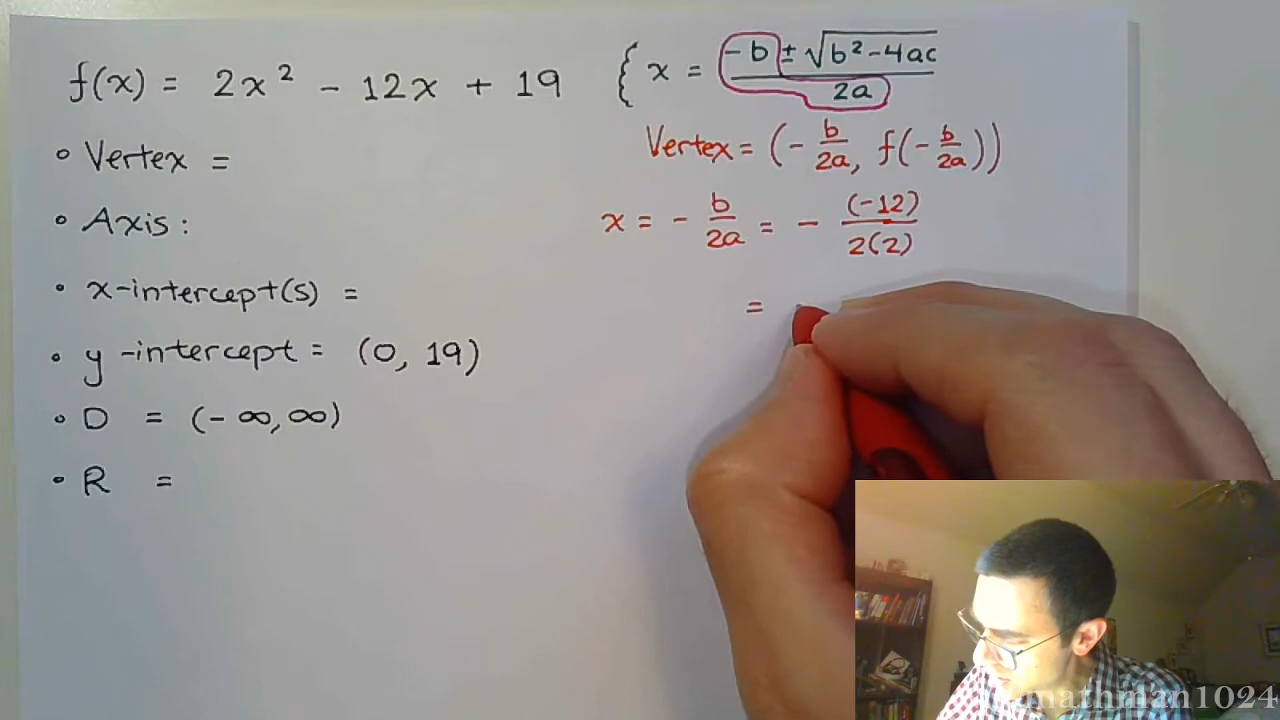 f(x) = 2x² - 12x + 19
{ x = -b ± √b² - 4ac / 2a
• Vertex =
Vertex = (- b/2a, f(- b/2a))
• Axis:
x = - b/2a = - (-12)/2(2)
• x-intercept(s) =
=
• y-intercept = (0, 19)
• D = (-∞, ∞)
• R =
mathman1024